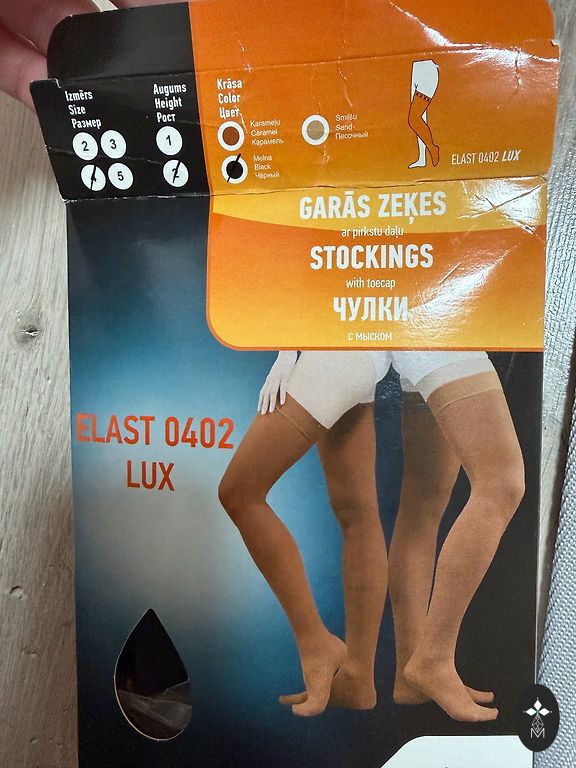 Izmērs
Size
Размер
2 3
4 5
Augums
Height
Рост
1
2
Krāsa
Color
Цвет
Karameļu
Caramel
Карамель
Melna
Black
Чёрный
Smilšu
Sand
Песочный
ELAST 0402 LUX
GARĀS ZEĶES
ar pirkstu daļu
STOCKINGS
with toecap
ЧУЛКИ
с мыском
ELAST 0402
LUX
M